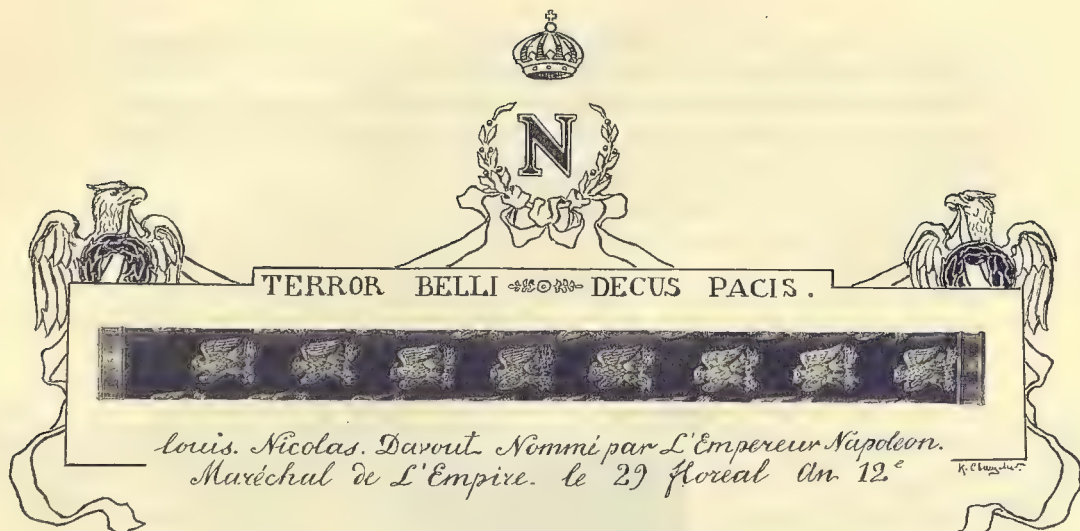 N
TERROR BELLI DECUS PACIS.
Louis. Nicolas. Davout Nommé par L'Empereur Napoleon.
Maréchal de L'Empire. le 29 floreal An 12e